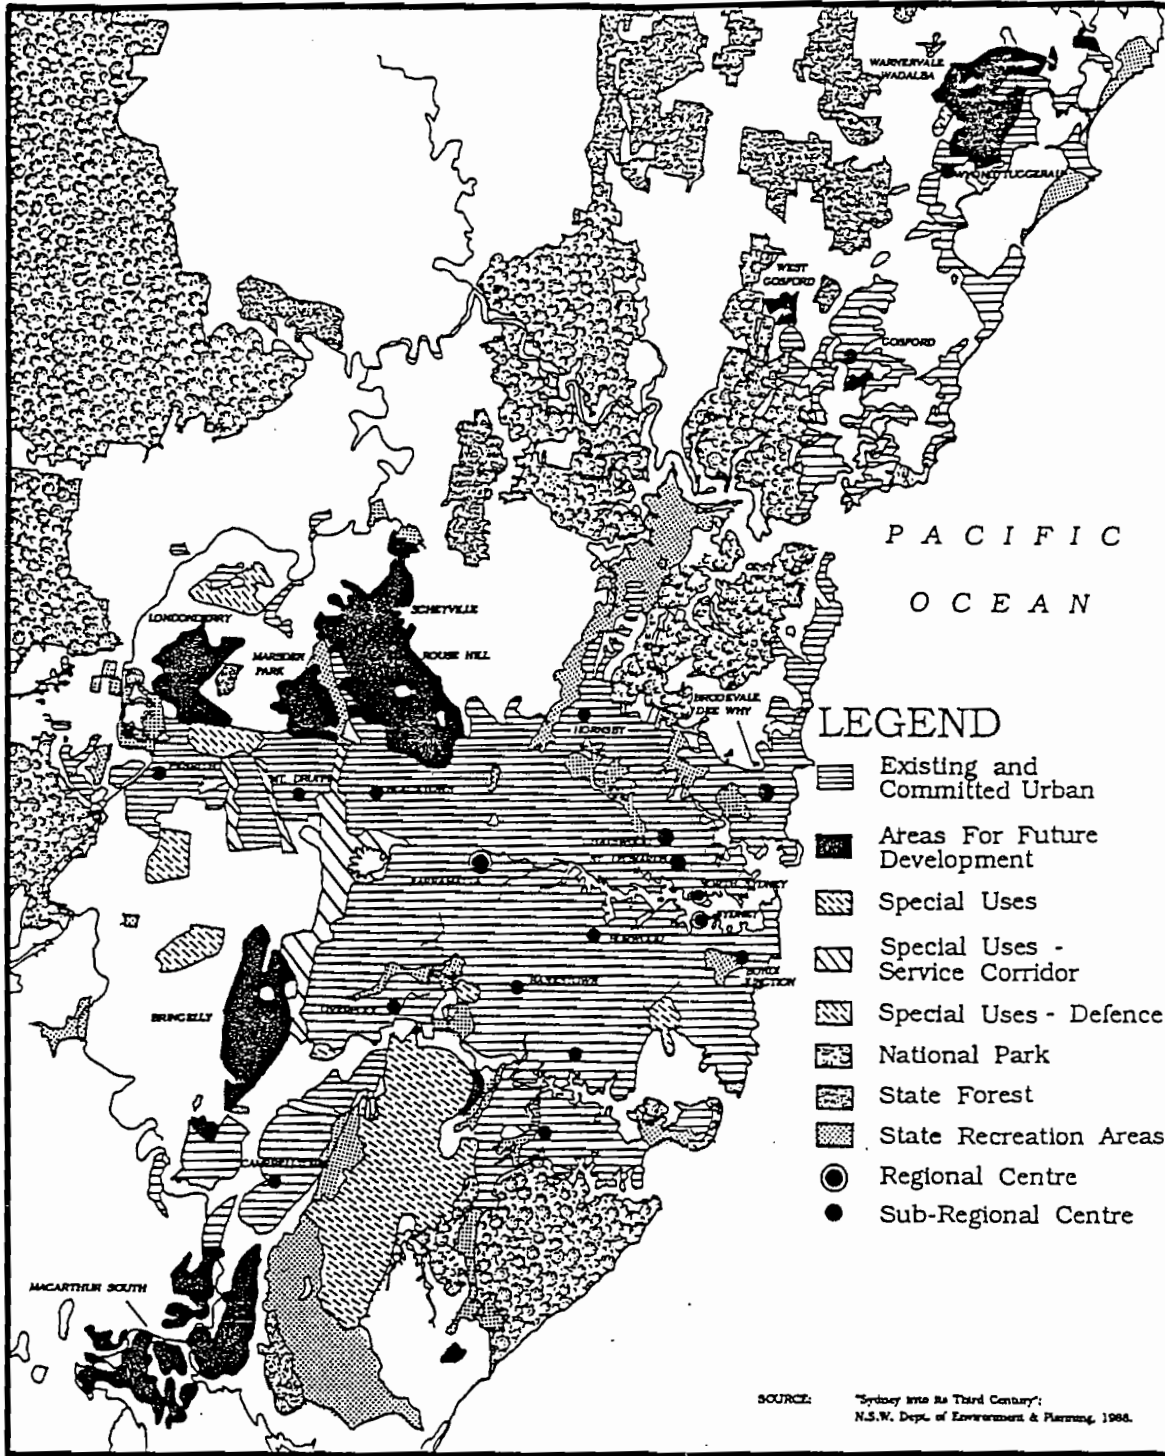 WARNERVALE
WADALBA
WEST
GOSFORD
GOSFORD
PACIFIC
OCEAN
SCHEYVILLE
LONDONDERRY
MARSDEN
PARK
ROUSE HILL
BROOKVALE
DEE WHY
HORNSBY
MT. DRUITT
ST. LEONARDS
NORTH SYDNEY
SYDNEY
BURWOOD
BONDI
JUNCTION
BANKSTOWN
LIVERPOOL
BRINGELLY
MACARTHUR SOUTH
LEGEND
Existing and
Committed Urban
Areas For Future
Development
Special Uses
Special Uses -
Service Corridor
Special Uses - Defence
National Park
State Forest
State Recreation Areas
Regional Centre
Sub-Regional Centre
SOURCE: "Sydney into its Third Century";
N.S.W. Dept. of Environment & Planning, 1988.